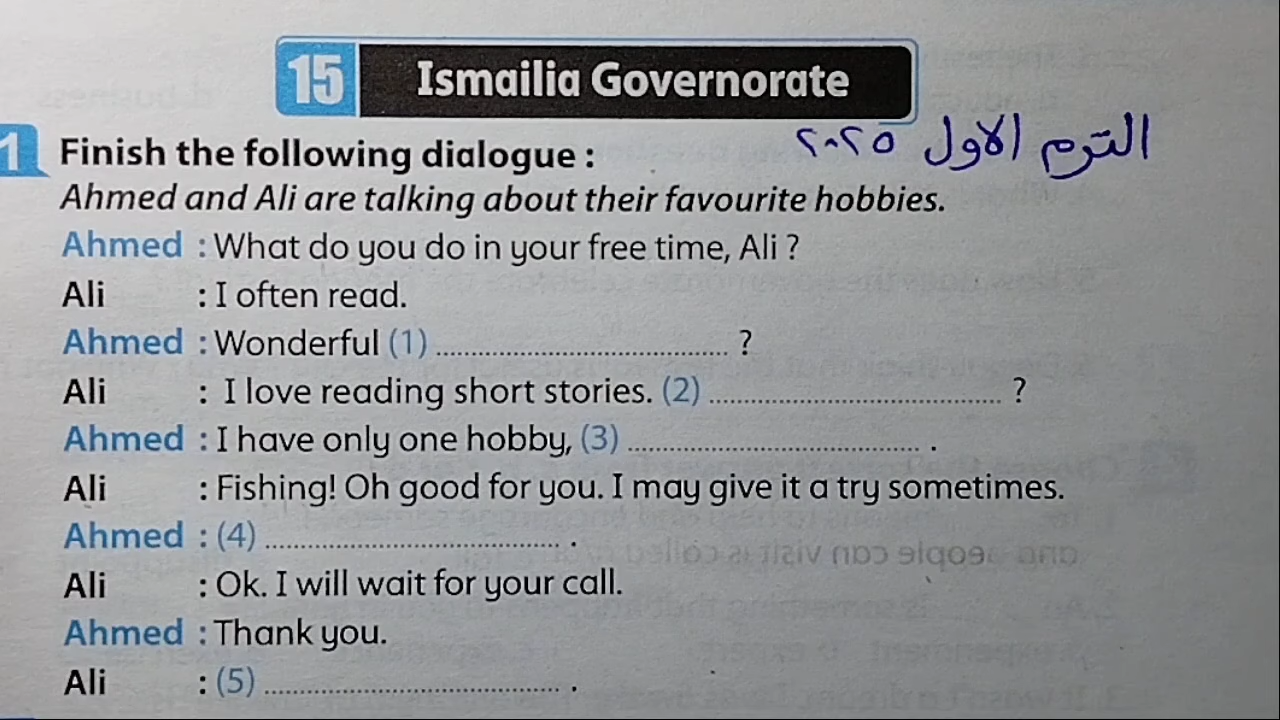 15 Ismailia Governorate
الترم الاول ٢٠٢٥
1 Finish the following dialogue :
Ahmed and Ali are talking about their favourite hobbies.
Ahmed : What do you do in your free time, Ali ?
Ali : I often read.
Ahmed : Wonderful (1) ........................................ ?
Ali : I love reading short stories. (2) ........................................ ?
Ahmed : I have only one hobby, (3) ........................................ .
Ali : Fishing! Oh good for you. I may give it a try sometimes.
Ahmed : (4) ........................................ .
Ali : Ok. I will wait for your call.
Ahmed : Thank you.
Ali : (5) ........................................ .